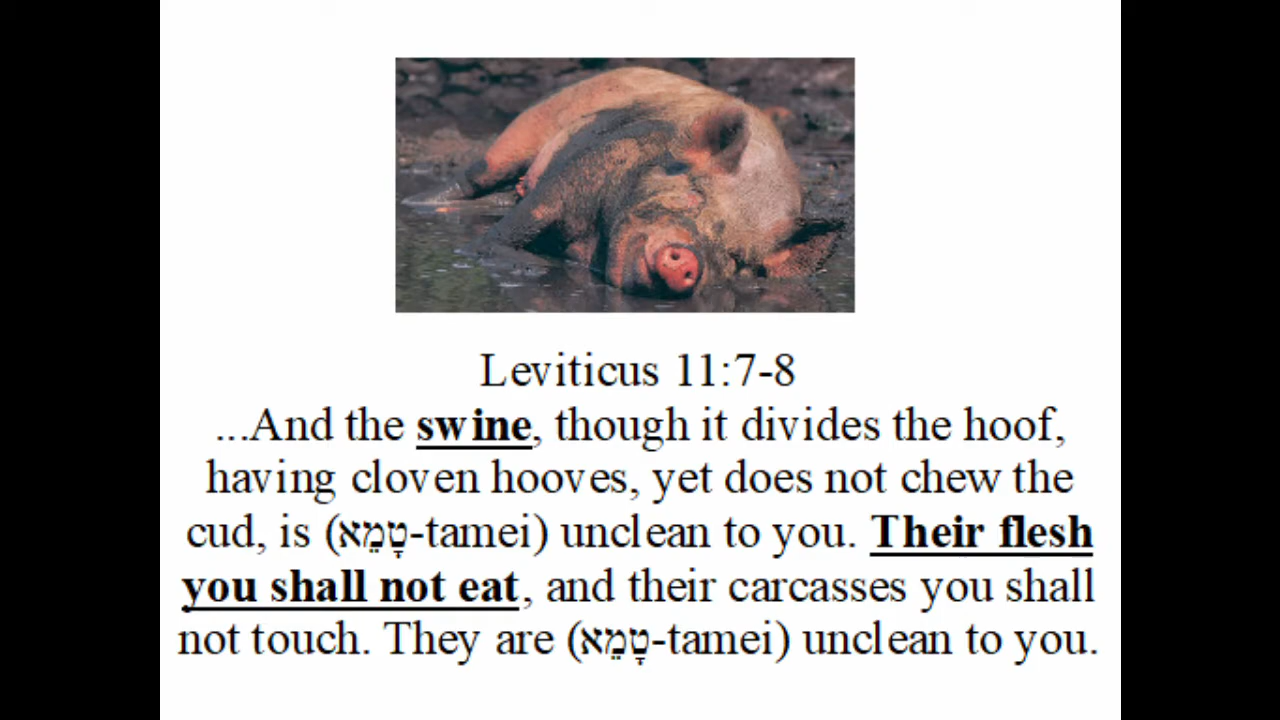 Leviticus 11:7-8
...And the swine, though it divides the hoof,
having cloven hooves, yet does not chew the
cud, is (טָמֵא-tamei) unclean to you. Their flesh
you shall not eat, and their carcasses you shall
not touch. They are (טָמֵא-tamei) unclean to you.